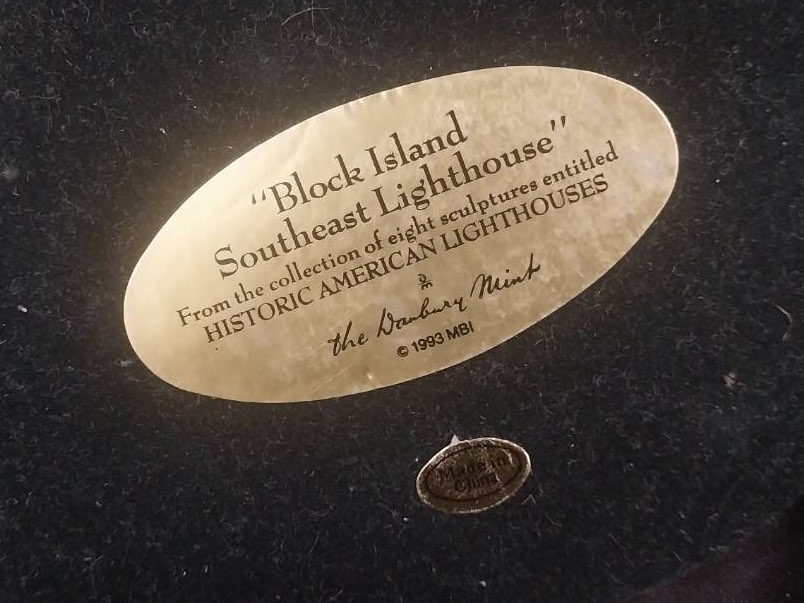 "Block Island
Southeast Lighthouse"
From the collection of eight sculptures entitled
HISTORIC AMERICAN LIGHTHOUSES
DM
the Danbury Mint
© 1993 MBI
Made in
China